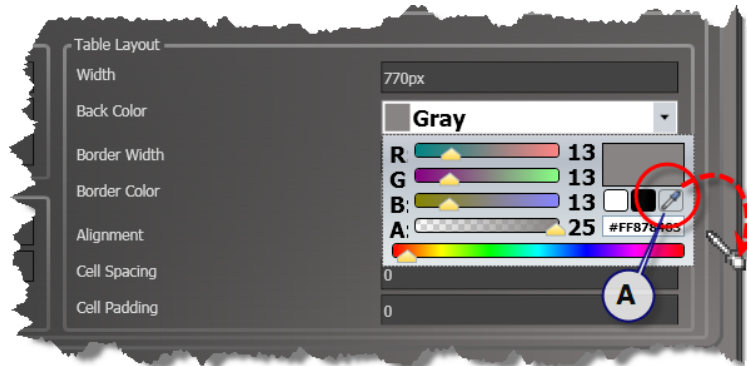 Table Layout
Width 770px
Back Color Gray
R: 13
Border Width G 13
Border Color B: 13
A: 25
Alignment
Cell Spacing 0
A
Cell Padding 0